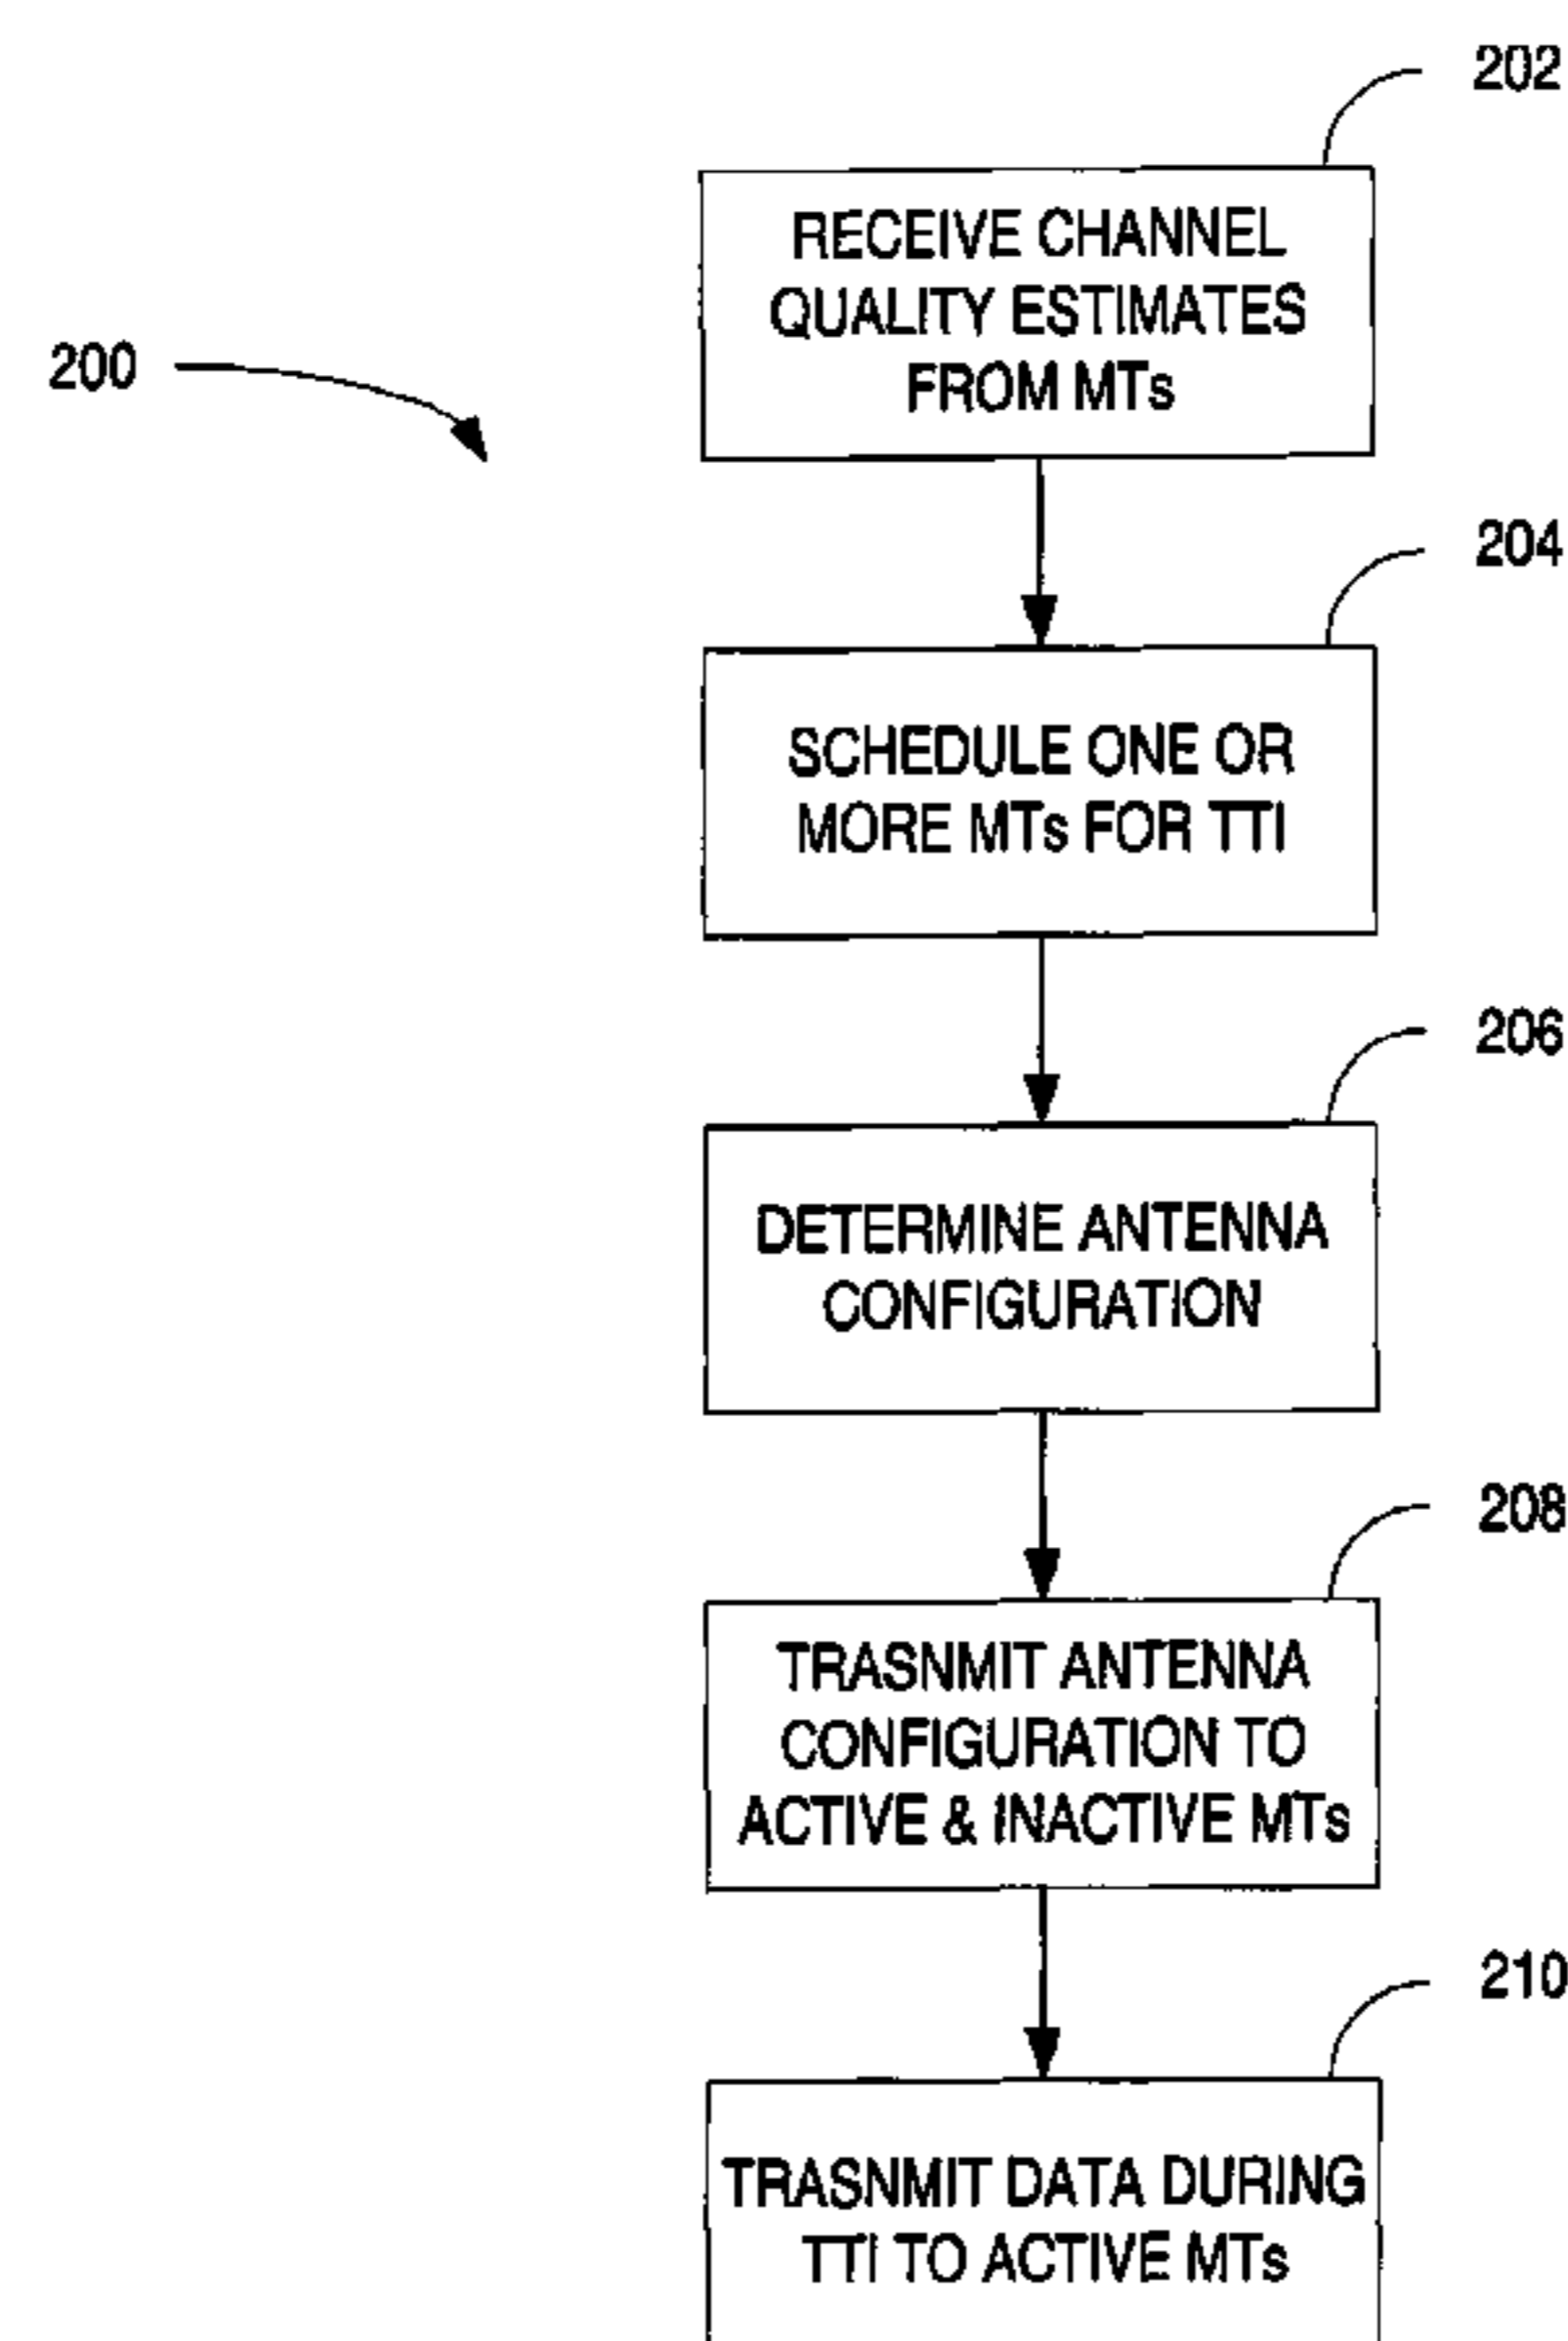 202
RECEIVE CHANNEL
QUALITY ESTIMATES
FROM MTs
200
204
SCHEDULE ONE OR
MORE MTs FOR TTI
206
DETERMINE ANTENNA
CONFIGURATION
208
TRASNMIT ANTENNA
CONFIGURATION TO
ACTIVE & INACTIVE MTs
210
TRASNMIT DATA DURING
TTI TO ACTIVE MTs